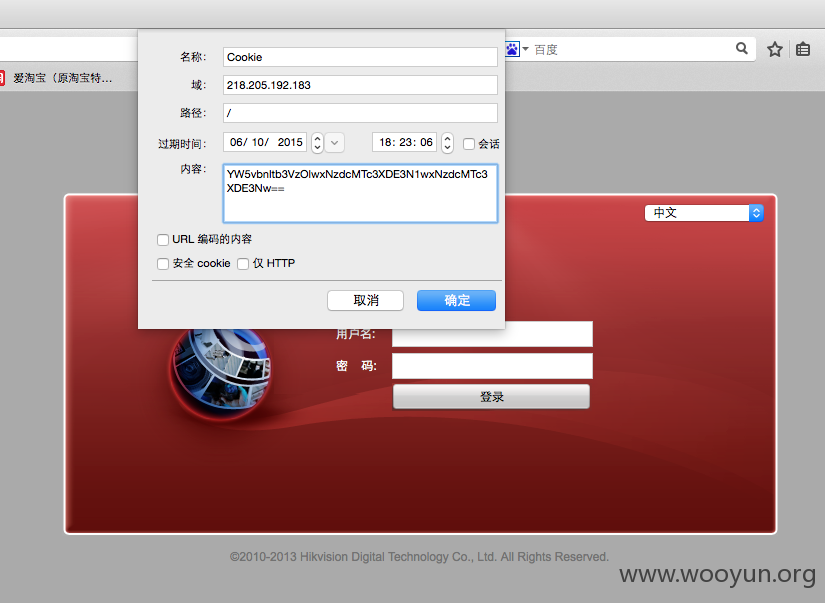 百度
爱淘宝（原淘宝特...
名称：
Cookie
域：
218.205.192.183
路径：
/
过期时间：
06/ 10/ 2015
18: 23: 06
会话
内容：
YW5vbnltb3VzOlwxNzdcMTc3XDE3N1wxNzdcMTc3
XDE3Nw==
URL 编码的内容
安全 cookie
仅 HTTP
取消
确定
中文
用户名:
密 码:
登录
©2010-2013 Hikvision Digital Technology Co., Ltd. All Rights Reserved.
www.wooyun.org